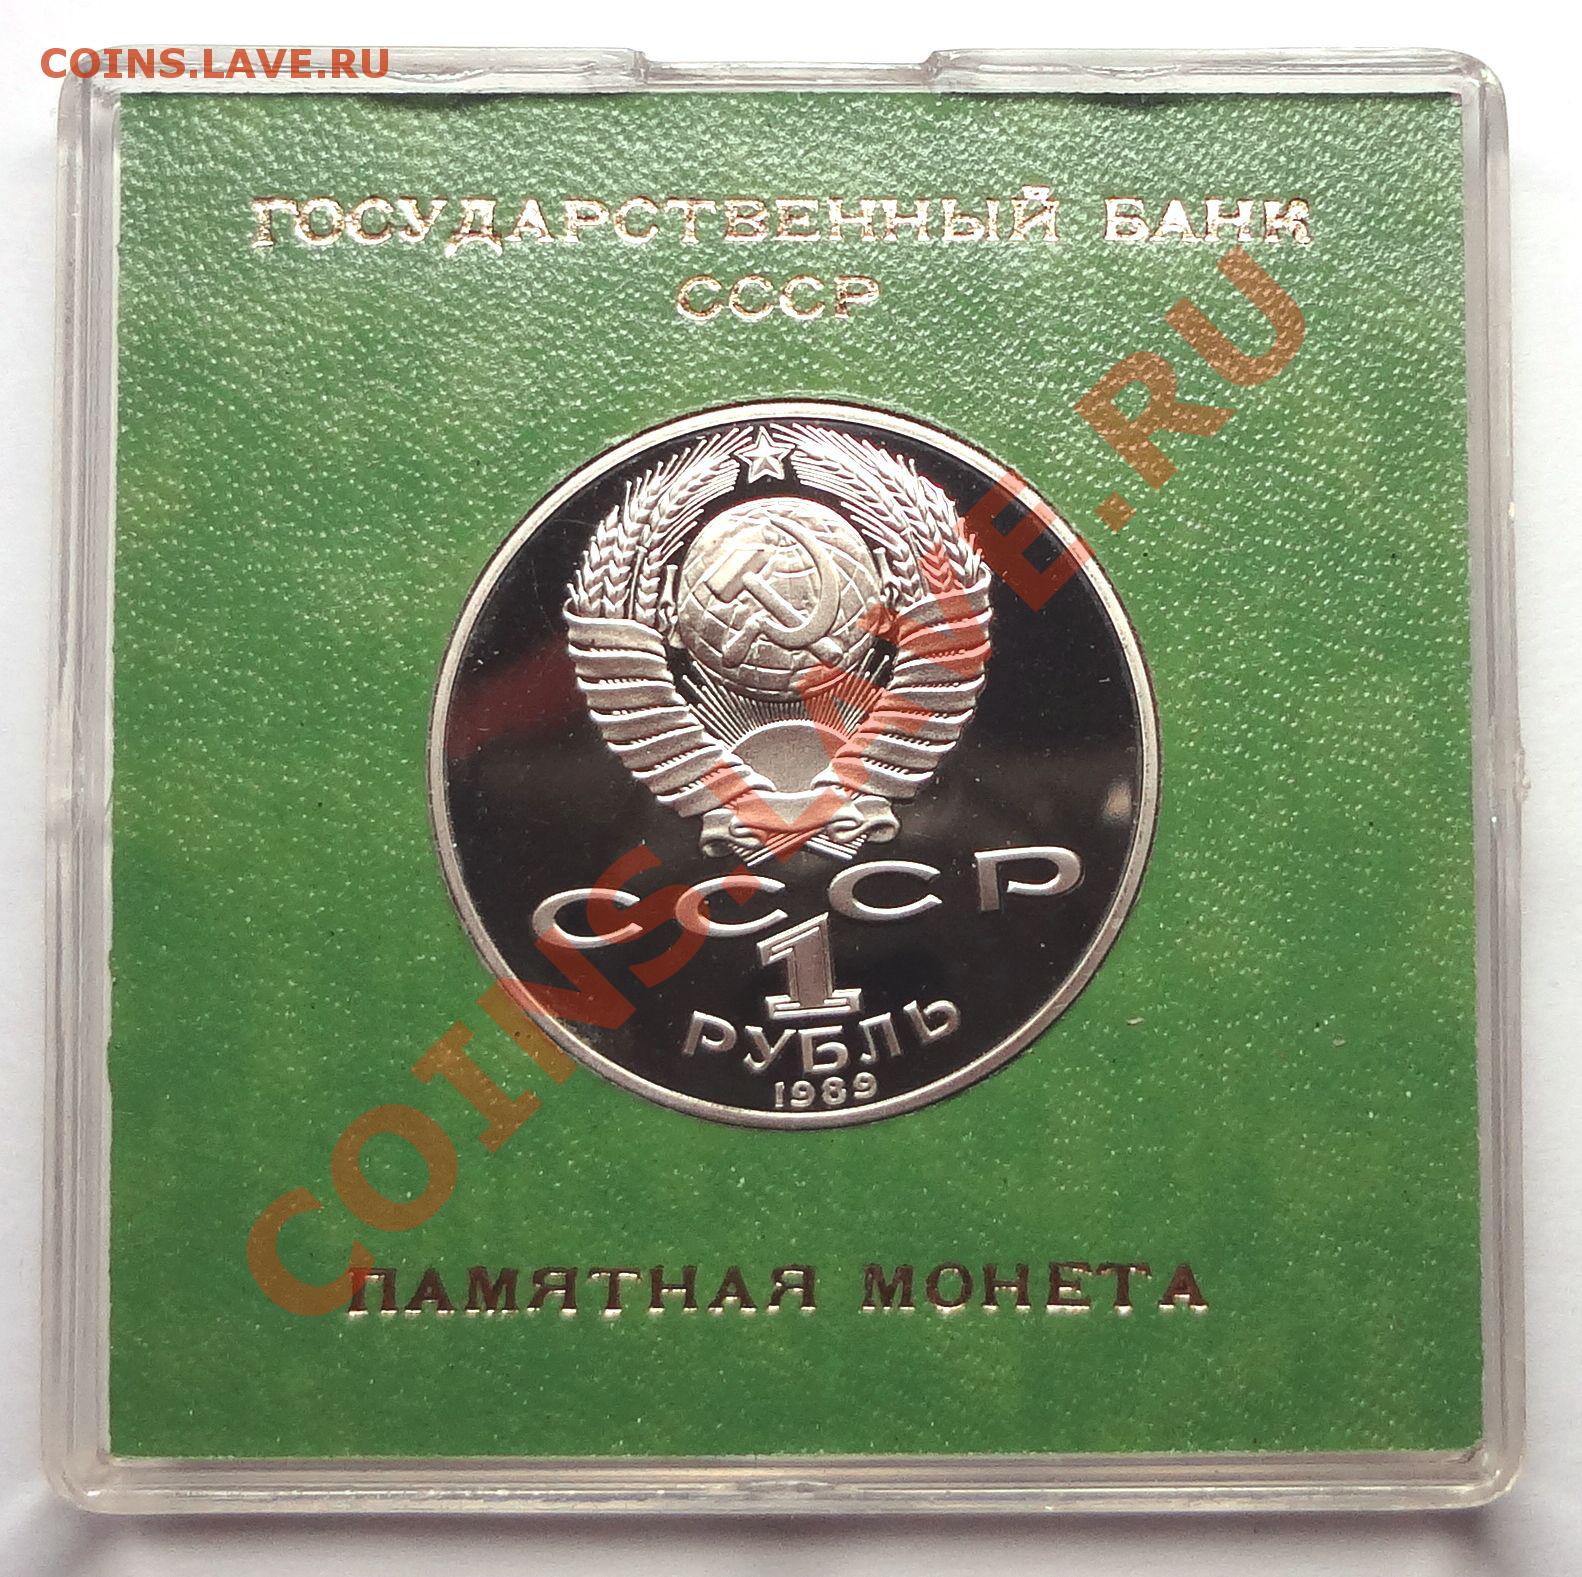 COINS.LAVE.RU
ГОСУДАРСТВЕННЫЙ БАНК
СССР
СССР
1
РУБЛЬ
1989
COINS.LAVE.RU
ПАМЯТНАЯ МОНЕТА